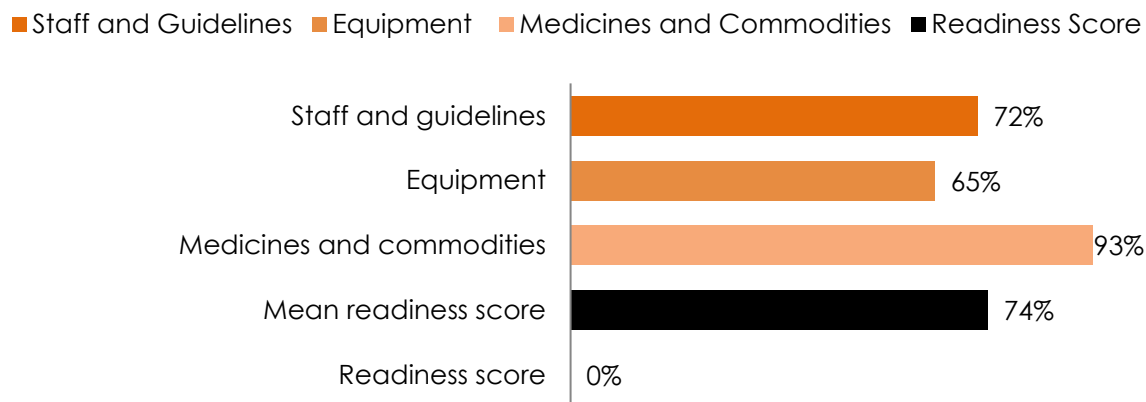 Staff and Guidelines Equipment Medicines and Commodities Readiness Score
Staff and guidelines 72%
Equipment 65%
Medicines and commodities 93%
Mean readiness score 74%
Readiness score 0%